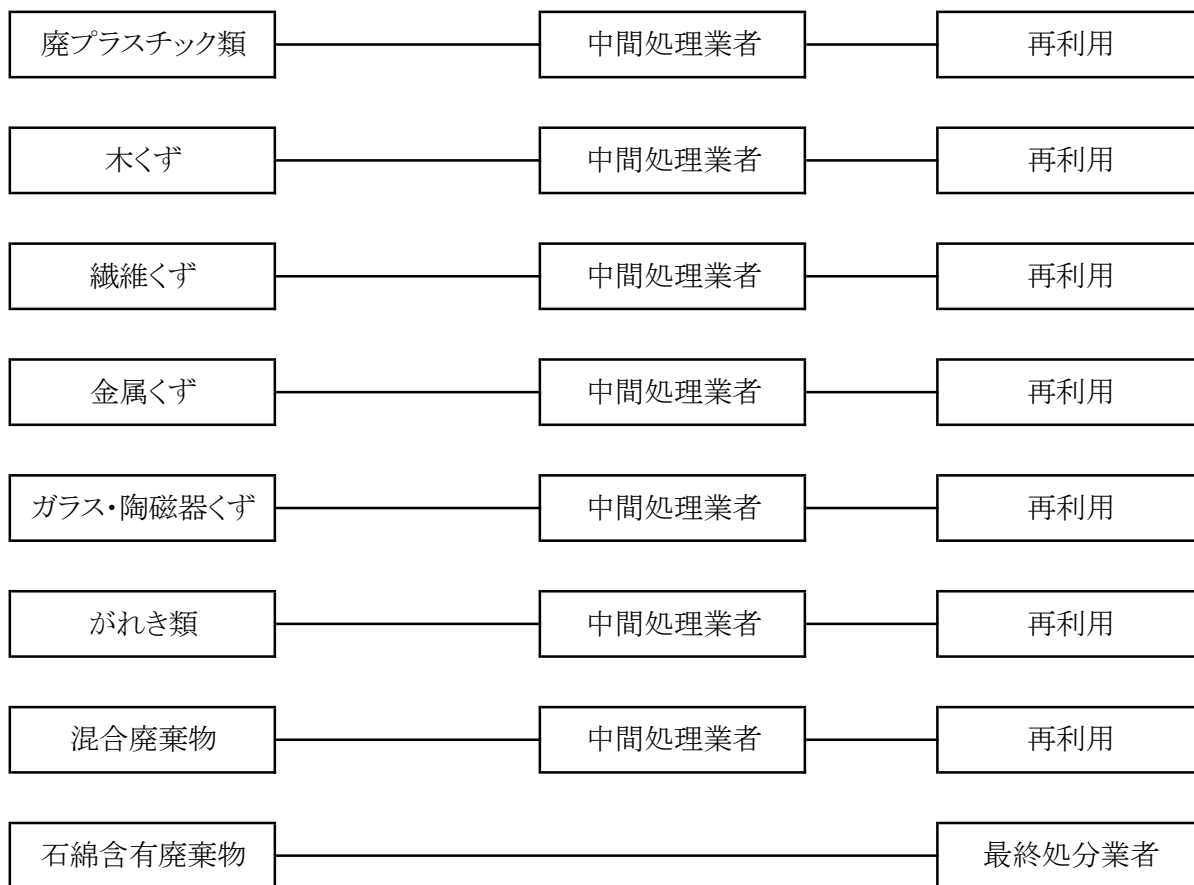 廃プラスチック類 中間処理業者 再利用
木くず 中間処理業者 再利用
繊維くず 中間処理業者 再利用
金属くず 中間処理業者 再利用
ガラス・陶磁器くず 中間処理業者 再利用
がれき類 中間処理業者 再利用
混合廃棄物 中間処理業者 再利用
石綿含有廃棄物 最終処分業者